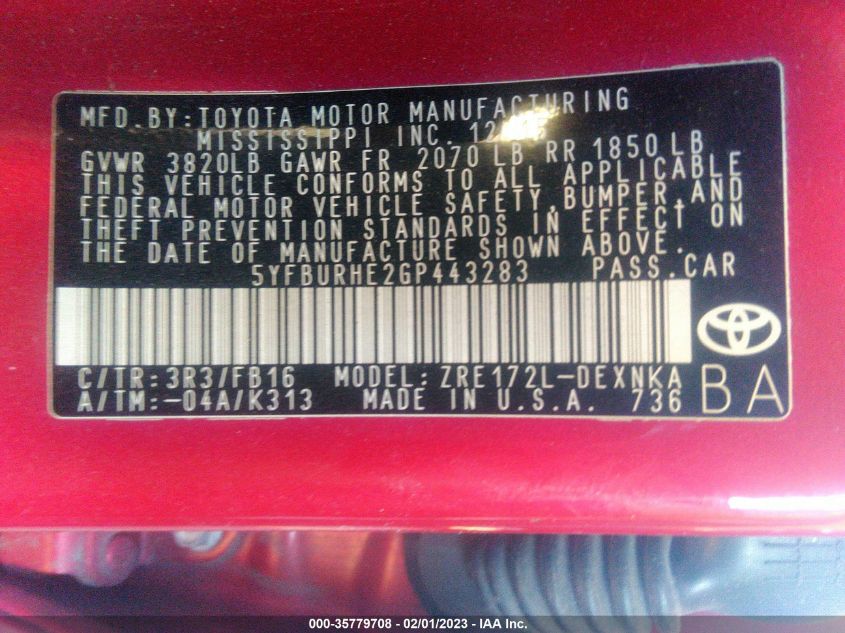 MFD. BY: TOYOTA MOTOR MANUFACTURING
MISSISSIPPI INC.
GVWR 3820LB GAWR FR 2070 LB RR 1850 LB
THIS VEHICLE CONFORMS TO ALL APPLICABLE
FEDERAL MOTOR VEHICLE SAFETY, BUMPER, AND
THEFT PREVENTION STANDARDS IN EFFECT ON
THE DATE OF MANUFACTURE SHOWN ABOVE.
5YFBURHE2GP443283 PASS. CAR
C/TR: 3R3/FB16 MODEL: ZRE172L-DEXNKA
A/TM: -04A/K313 MADE IN U.S.A. 736 BA
000-35779708 - 02/01/2023 - IAA Inc.